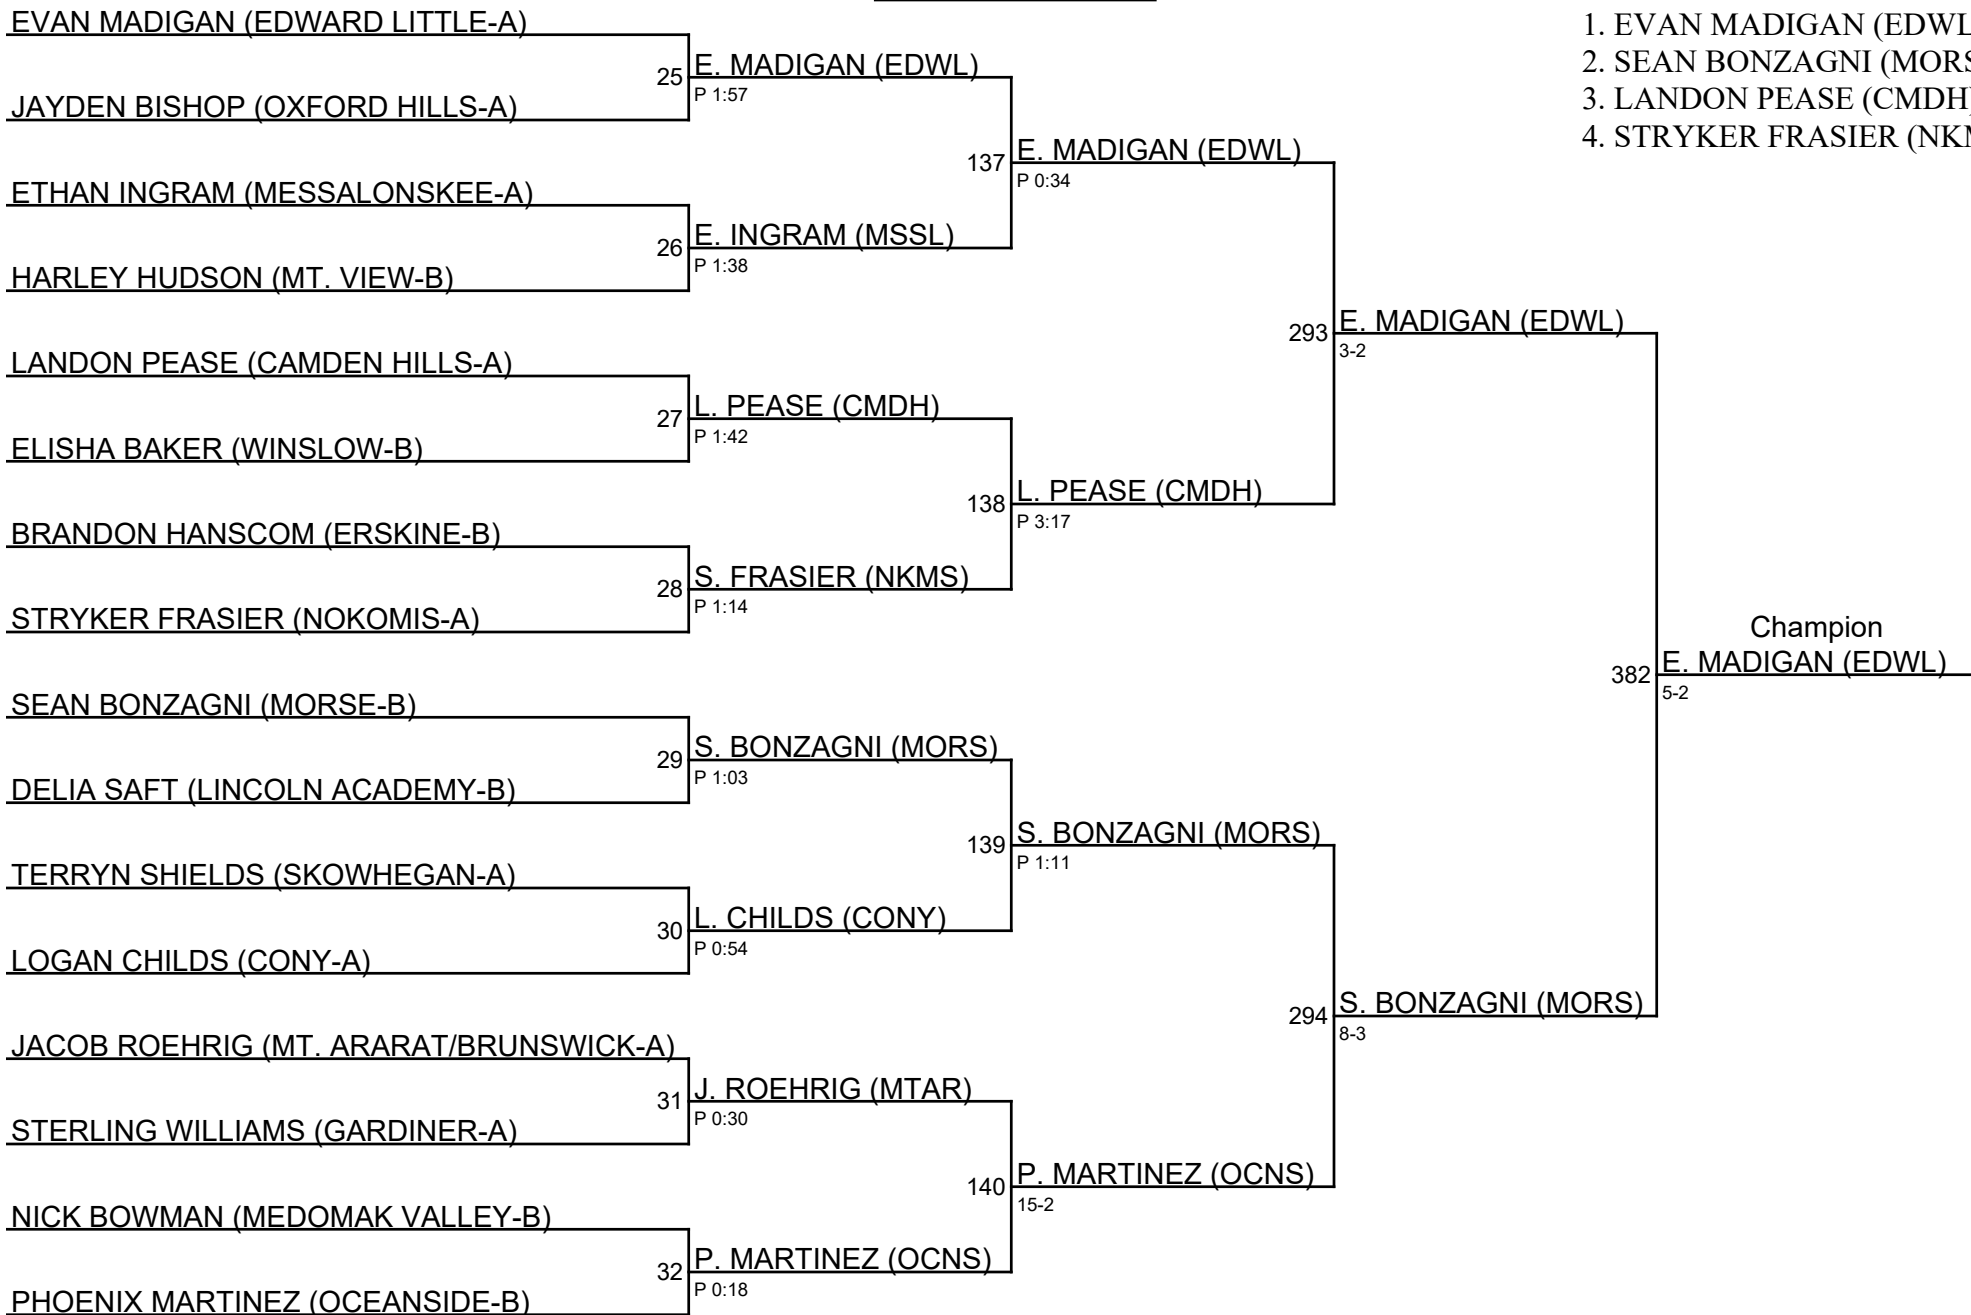 EVAN MADIGAN (EDWARD LITTLE-A)
JAYDEN BISHOP (OXFORD HILLS-A)
ETHAN INGRAM (MESSALONSKEE-A)
HARLEY HUDSON (MT. VIEW-B)
LANDON PEASE (CAMDEN HILLS-A)
ELISHA BAKER (WINSLOW-B)
BRANDON HANSCOM (ERSKINE-B)
STRYKER FRASIER (NOKOMIS-A)
SEAN BONZAGNI (MORSE-B)
DELIA SAFT (LINCOLN ACADEMY-B)
TERRYN SHIELDS (SKOWHEGAN-A)
LOGAN CHILDS (CONY-A)
JACOB ROEHRIG (MT. ARARAT/BRUNSWICK-A)
STERLING WILLIAMS (GARDINER-A)
NICK BOWMAN (MEDOMAK VALLEY-B)
PHOENIX MARTINEZ (OCEANSIDE-B)
25 E. MADIGAN (EDWL)
P 1:57
26 E. INGRAM (MSSL)
P 1:38
27 L. PEASE (CMDH)
P 1:42
28 S. FRASIER (NKMS)
P 1:14
29 S. BONZAGNI (MORS)
P 1:03
30 L. CHILDS (CONY)
P 0:54
31 J. ROEHRIG (MTAR)
P 0:30
32 P. MARTINEZ (OCNS)
P 0:18
137 E. MADIGAN (EDWL)
P 0:34
138 L. PEASE (CMDH)
P 3:17
139 S. BONZAGNI (MORS)
P 1:11
140 P. MARTINEZ (OCNS)
15-2
293 E. MADIGAN (EDWL)
3-2
294 S. BONZAGNI (MORS)
8-3
Champion
382 E. MADIGAN (EDWL)
5-2
1. EVAN MADIGAN (EDWL
2. SEAN BONZAGNI (MORS
3. LANDON PEASE (CMDH)
4. STRYKER FRASIER (NKM